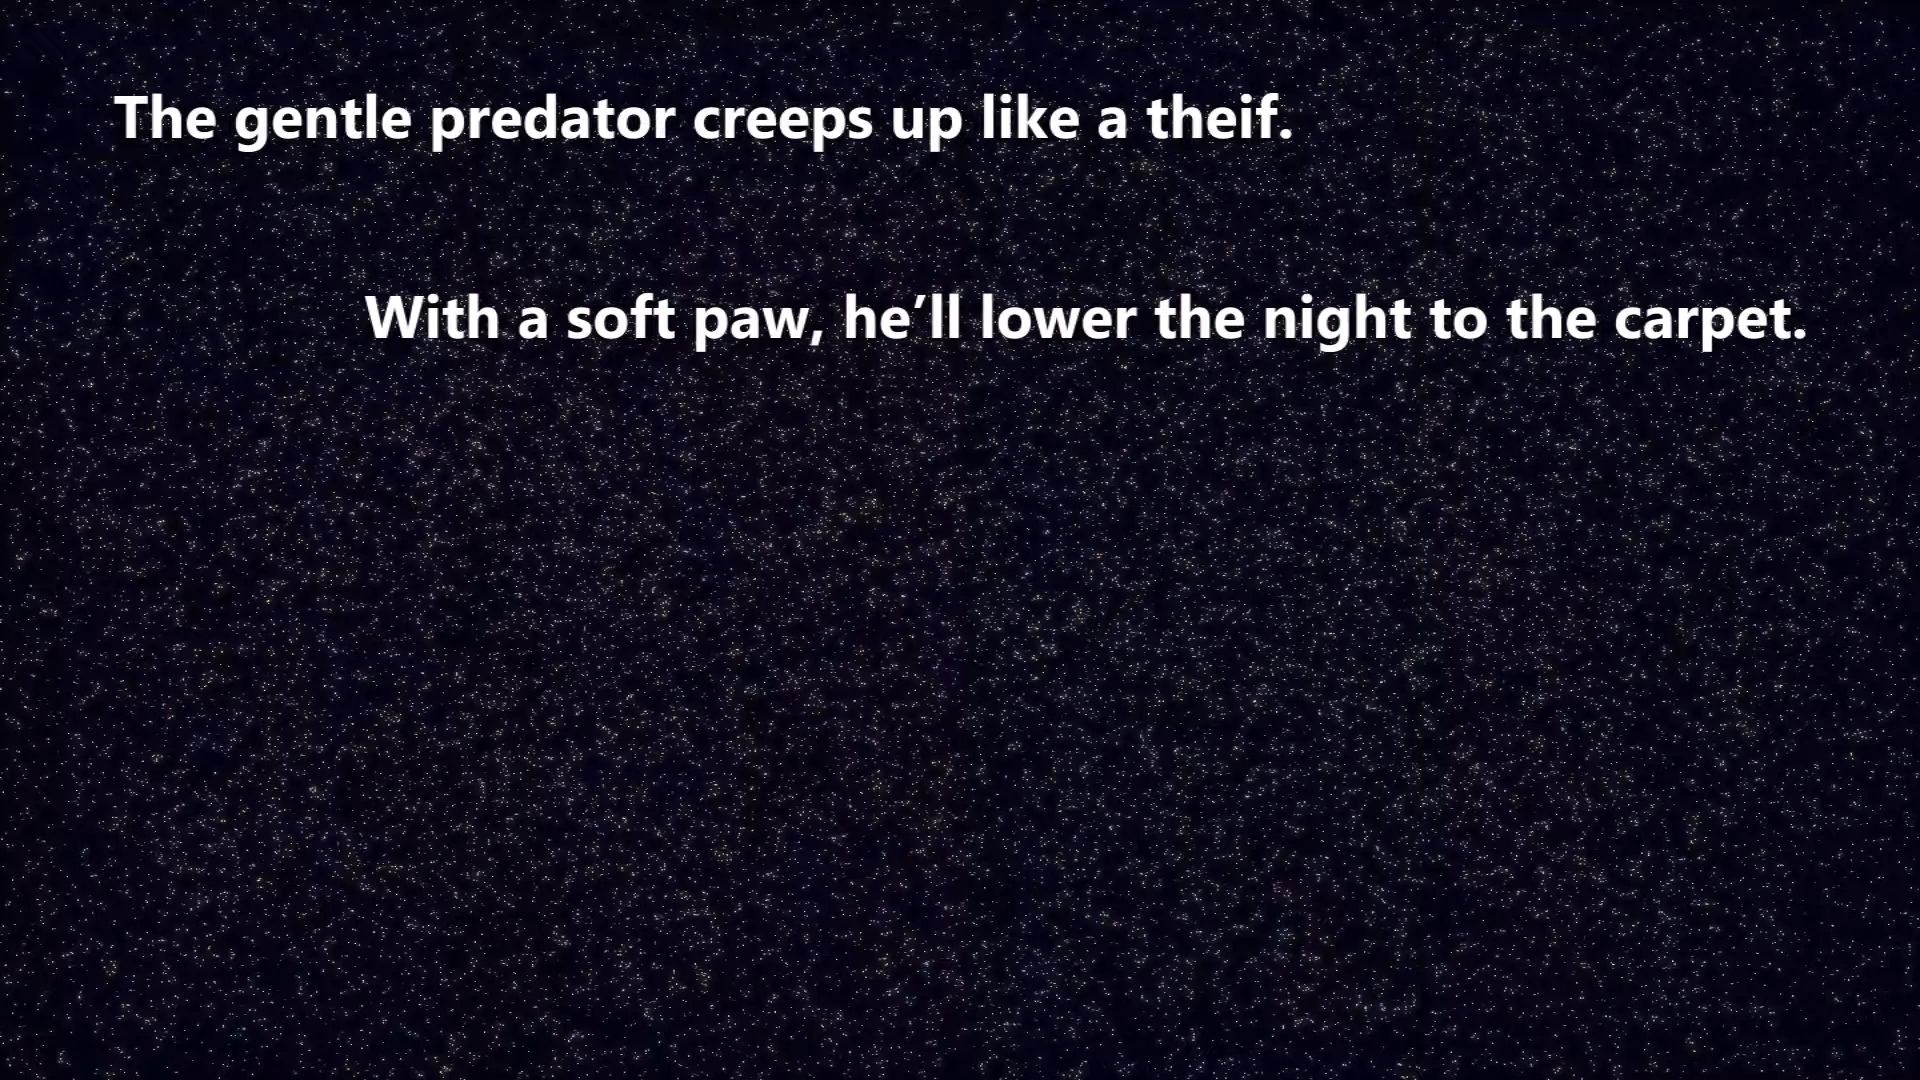 The gentle predator creeps up like a theif.
With a soft paw, he’ll lower the night to the carpet.